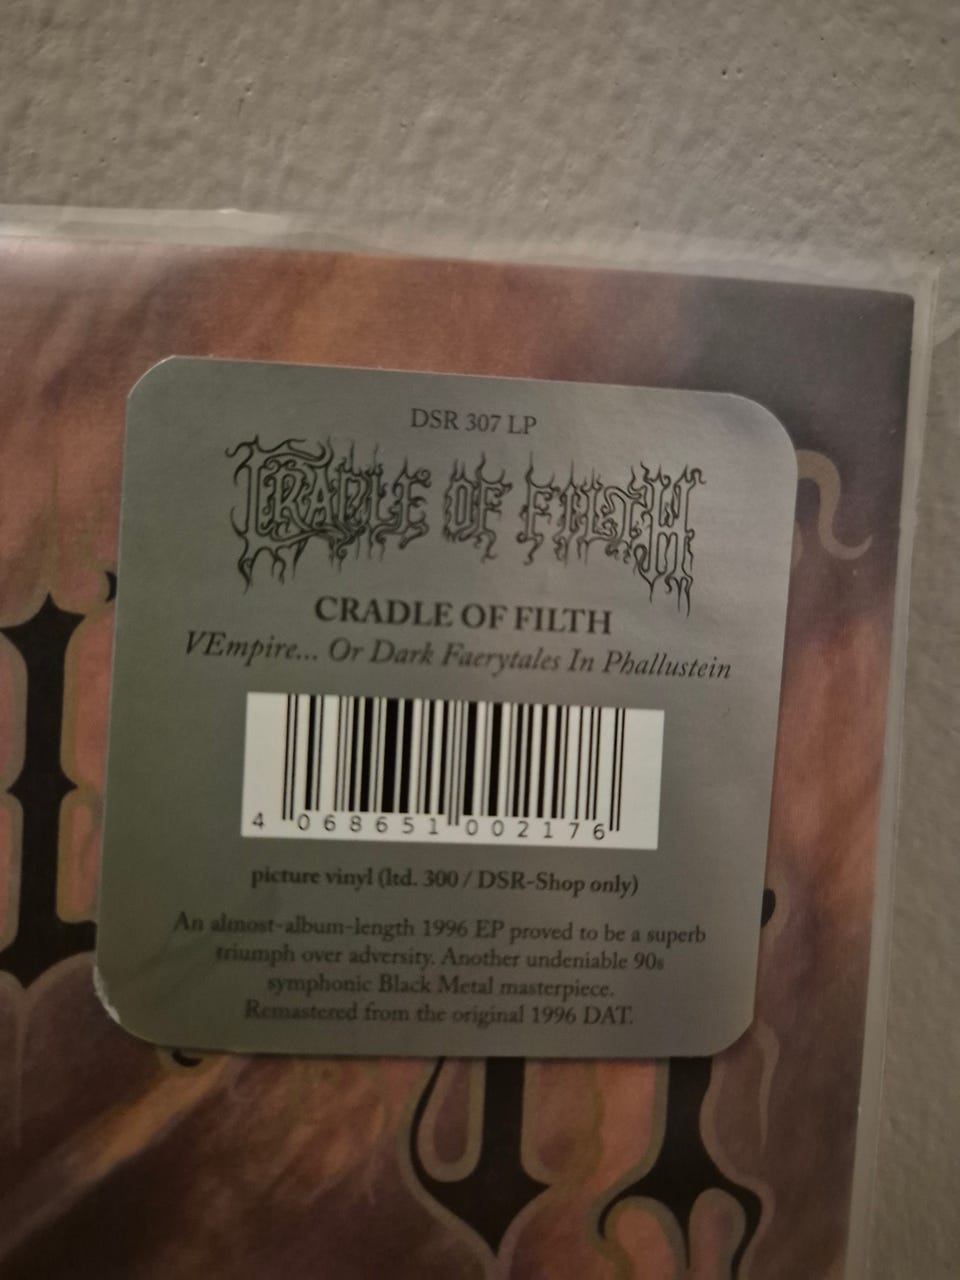 DSR 307 LP
CRADLE OF FILTH
CRADLE OF FILTH
VEmpire... Or Dark Faerytales In Phallustein
4 068651 002176
picture vinyl (ltd. 300 / DSR-Shop only)
An almost-album-length 1996 EP proved to be a superb
triumph over adversity. Another undeniable 90s
symphonic Black Metal masterpiece.
Remastered from the original 1996 DAT.